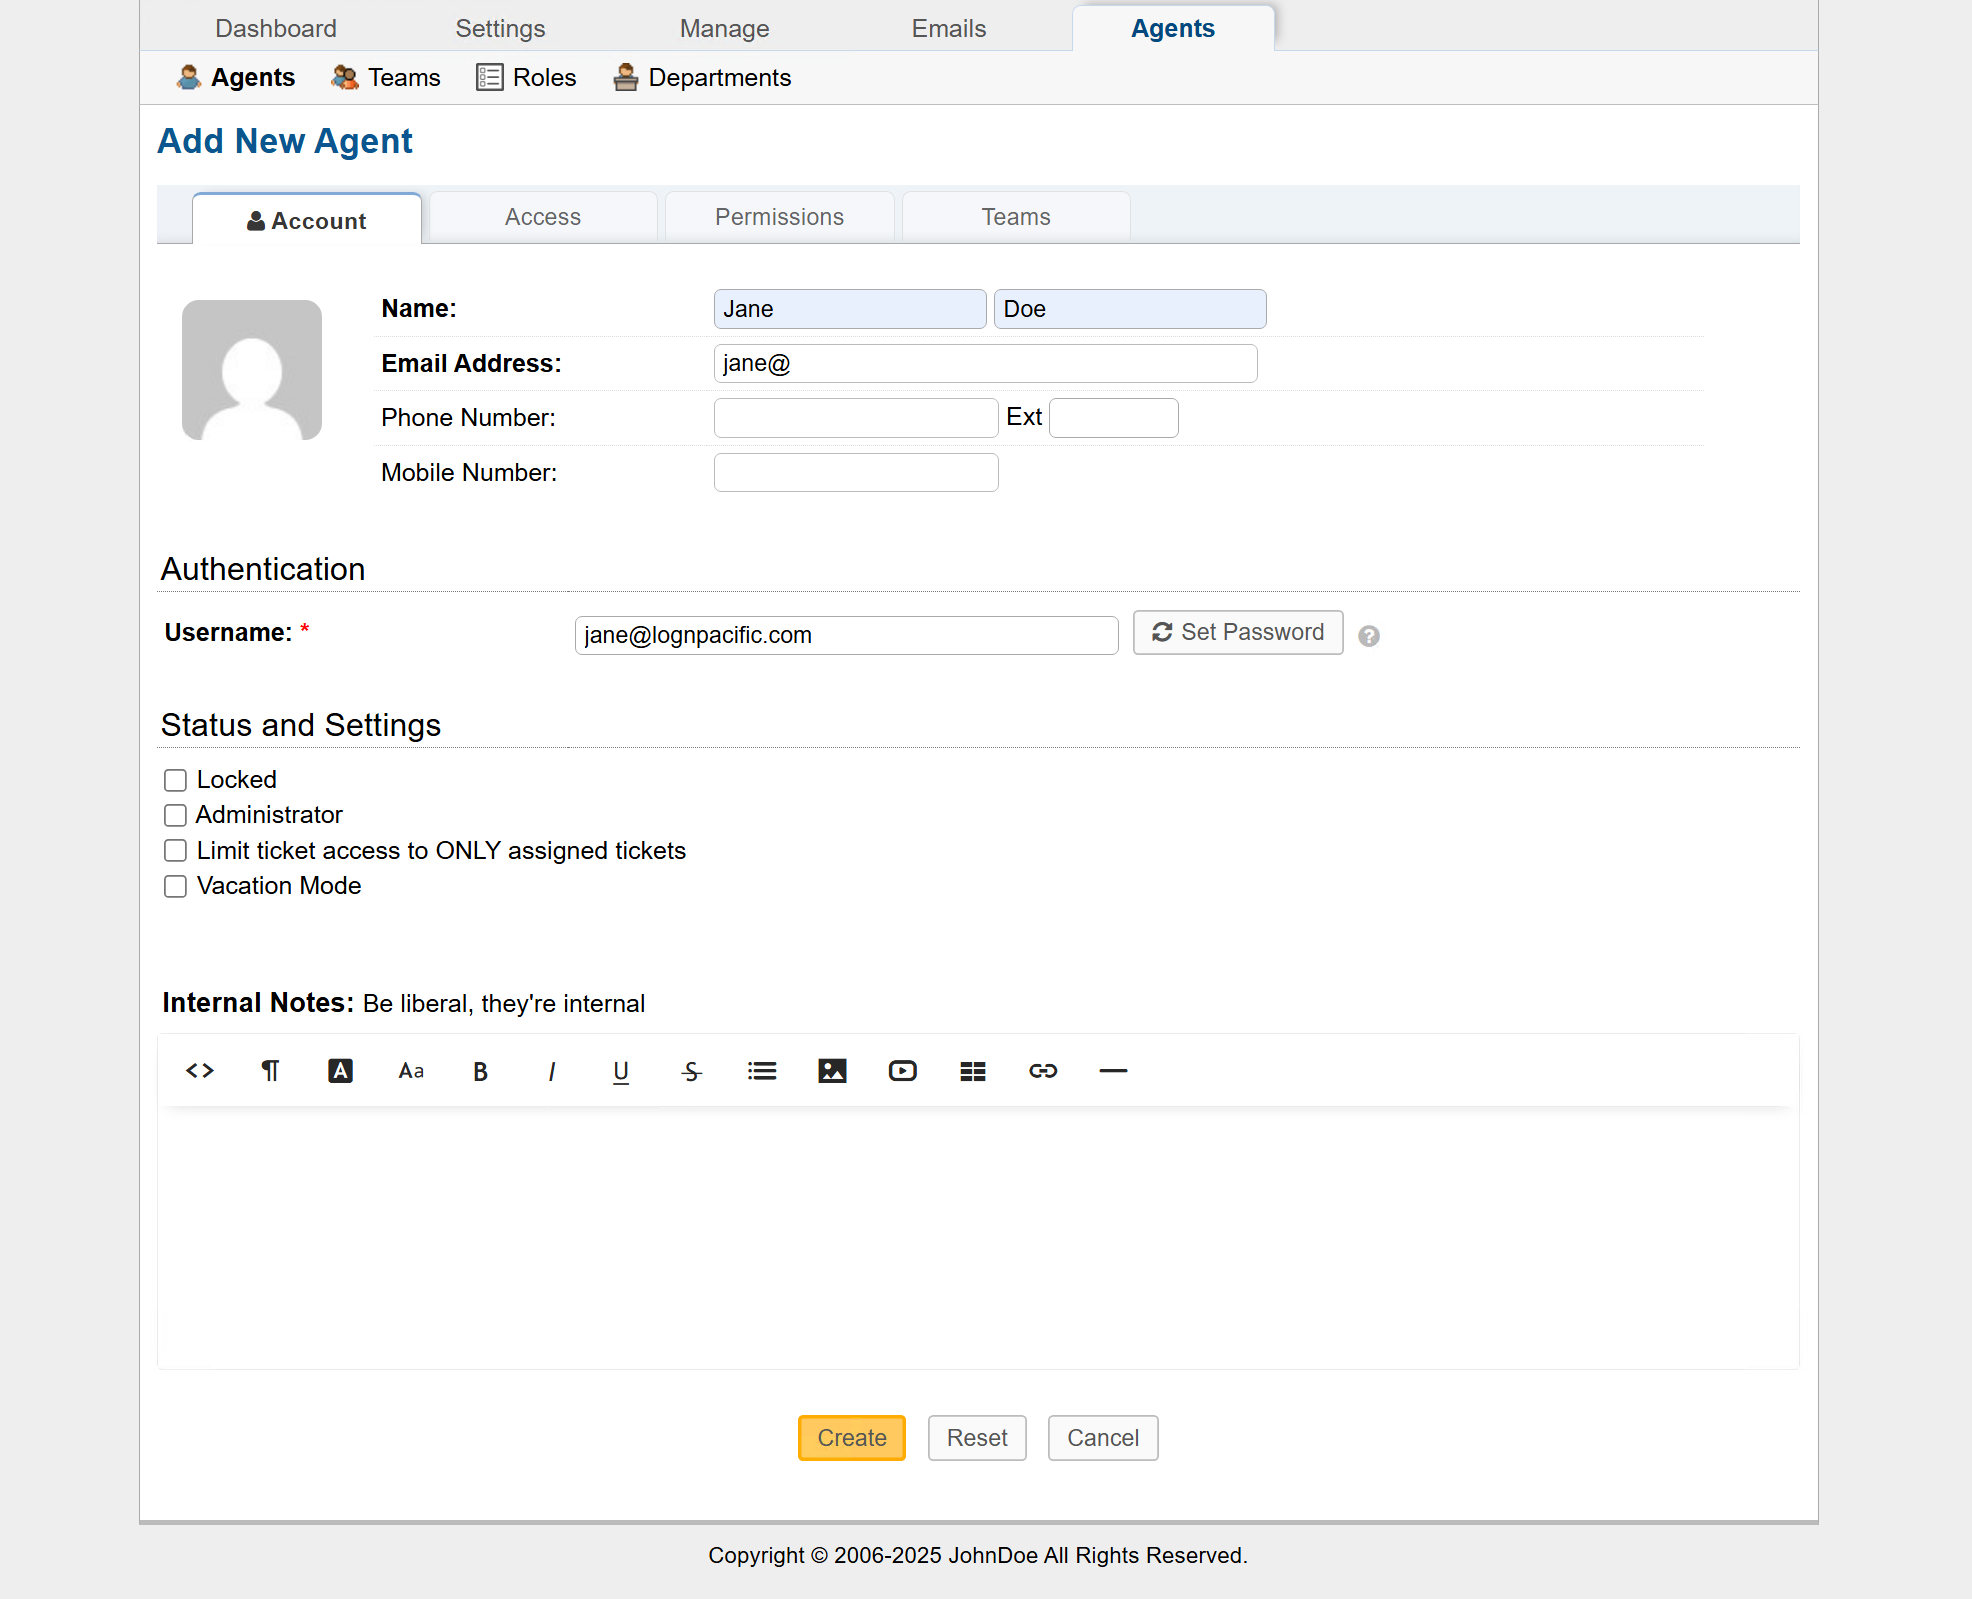 Dashboard Settings Manage Emails Agents
Agents Teams Roles Departments
Add New Agent
Account Access Permissions Teams
Name: Jane Doe
Email Address: jane@
Phone Number: Ext
Mobile Number:
Authentication
Username: * jane@lognpacific.com Set Password
Status and Settings
Locked
Administrator
Limit ticket access to ONLY assigned tickets
Vacation Mode
Internal Notes: Be liberal, they're internal
Create Reset Cancel
Copyright © 2006-2025 JohnDoe All Rights Reserved.